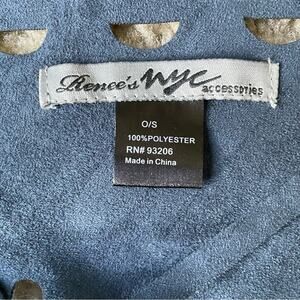 Renee's nyc accessories
O/S
100%POLYESTER
RN# 93206
Made in China